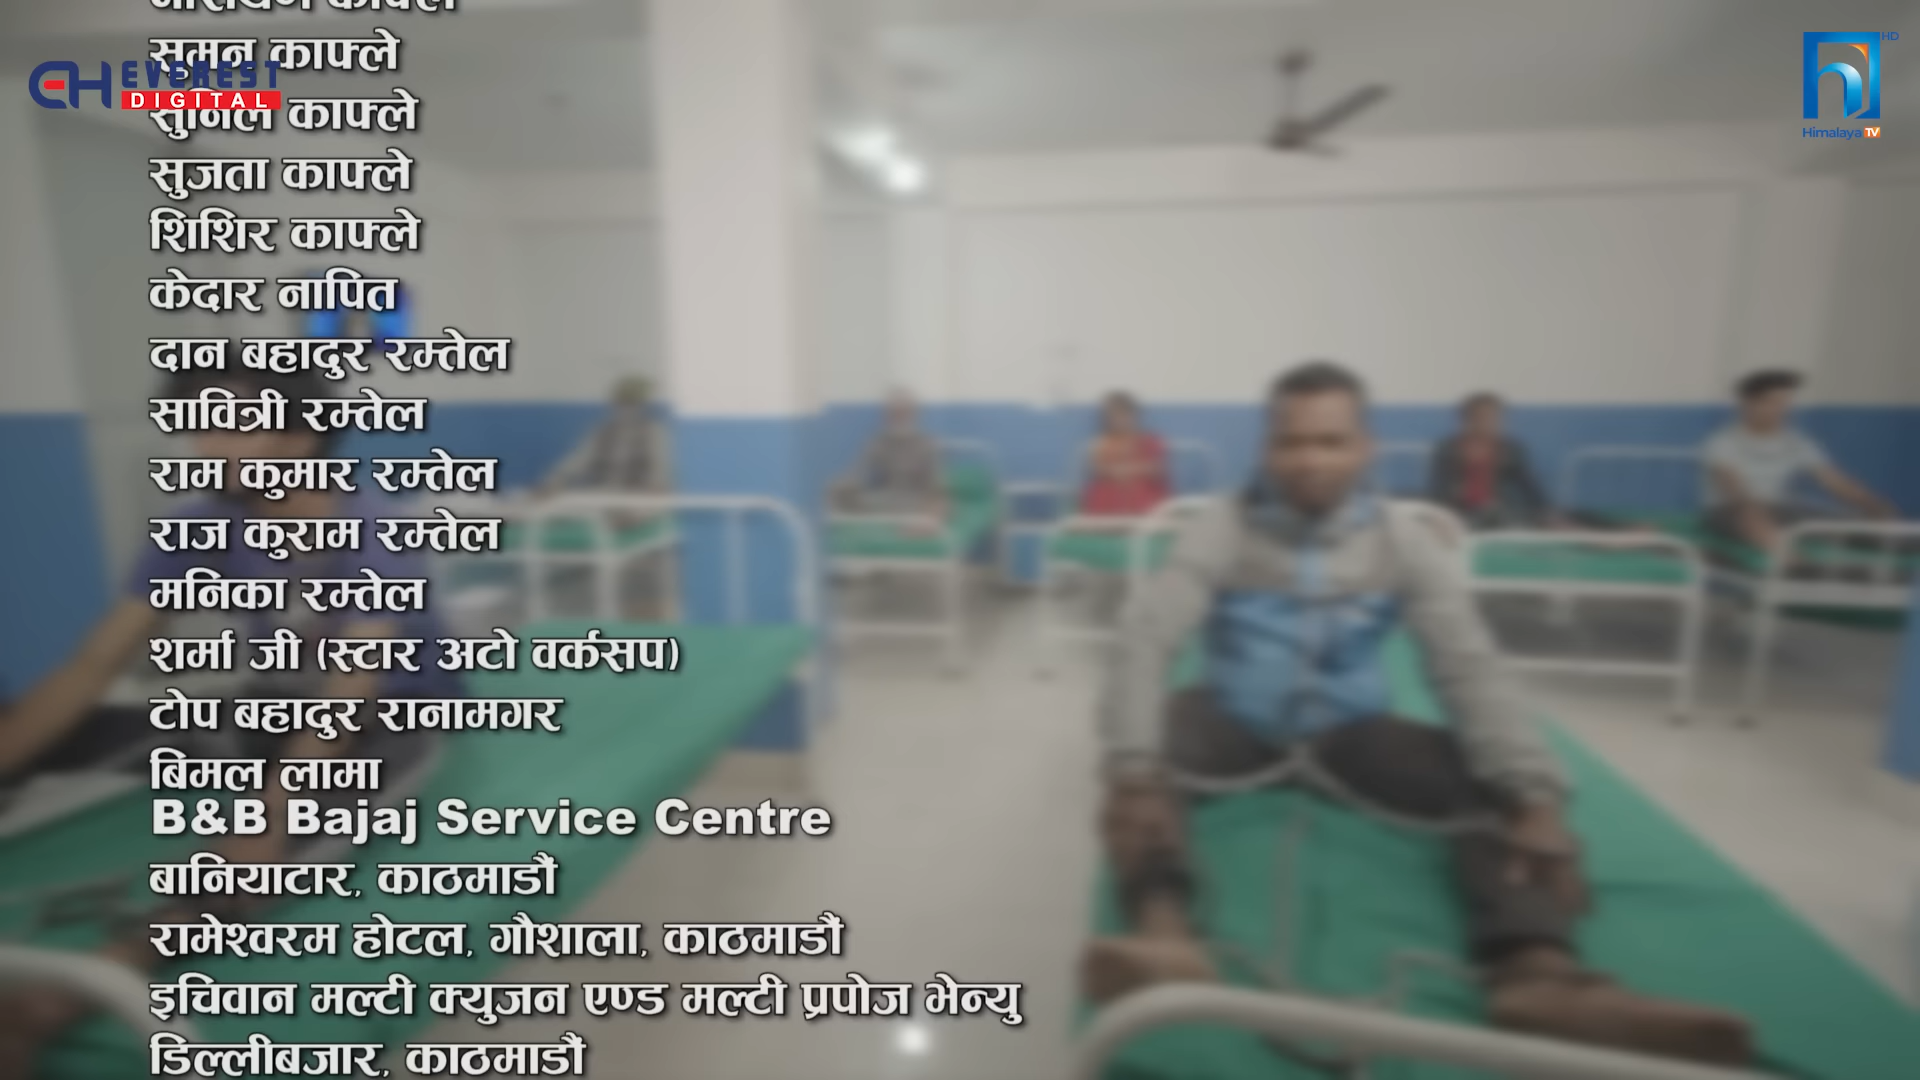 सुमन काफ्ले
EVEREST
DIGITAL
HD
Himalaya TV
सुनिल काफ्ले
सुजता काफ्ले
शिशिर काफ्ले
केदार नापित
दान बहादुर रम्तेल
सावित्री रम्तेल
राम कुमार रम्तेल
राज कुराम रम्तेल
मनिका रम्तेल
शर्मा जी (स्टार अटो वर्कसप)
टोप बहादुर रानामगर
बिमल लामा
B&B Bajaj Service Centre
बानियाटार, काठमाडौं
रामेश्वरम होटल, गौशाला, काठमाडौं
इचिवान मल्टी क्युजन एण्ड मल्टी प्रपोज भेन्यु
डिल्लीबजार, काठमाडौं